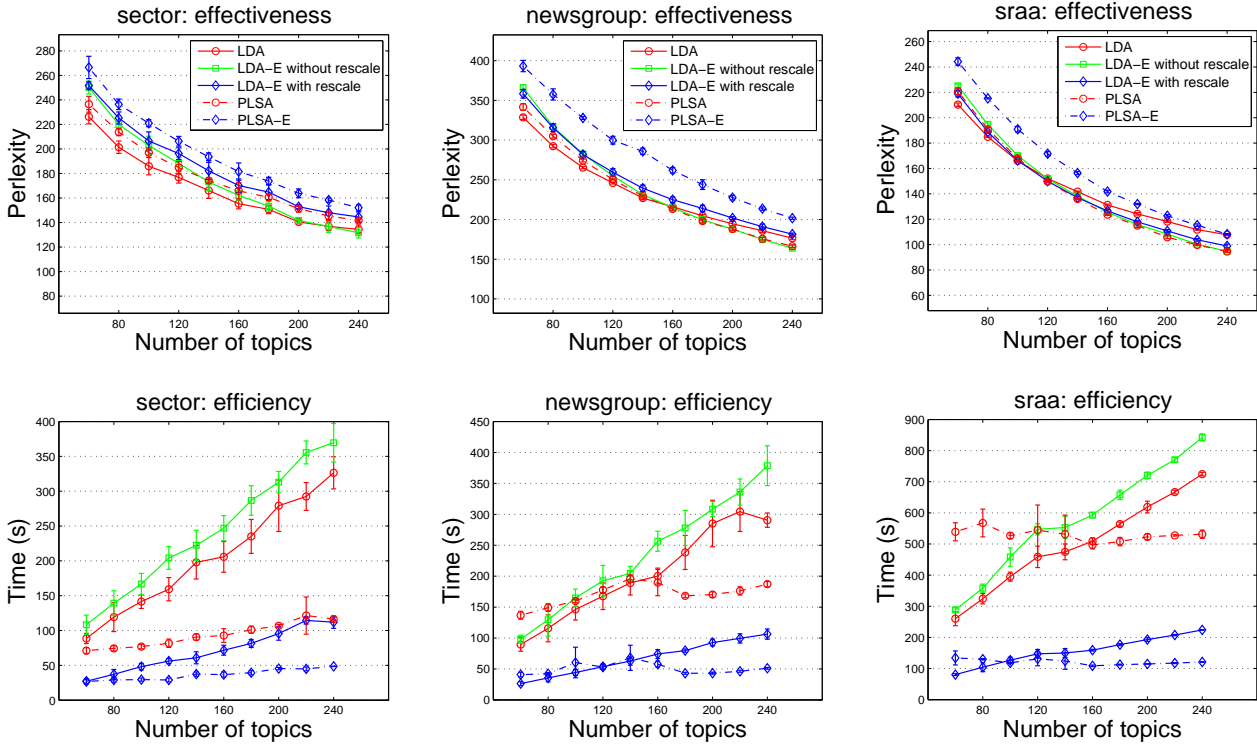 sector: effectiveness
280
260
240
220
200
180
160
140
120
100
80
Perlexity
LDA
LDA−E without rescale
LDA−E with rescale
PLSA
PLSA−E
80 120 160 200 240
Number of topics
newsgroup: effectiveness
400
350
300
250
200
150
100
Perlexity
LDA
LDA−E without rescale
LDA−E with rescale
PLSA
PLSA−E
80 120 160 200 240
Number of topics
sraa: effectiveness
260
240
220
200
180
160
140
120
100
80
60
Perlexity
LDA
LDA−E without rescale
LDA−E with rescale
PLSA
PLSA−E
80 120 160 200 240
Number of topics
sector: efficiency
400
350
300
250
200
150
100
50
0
Time (s)
80 120 160 200 240
Number of topics
newsgroup: efficiency
450
400
350
300
250
200
150
100
50
0
Time (s)
80 120 160 200 240
Number of topics
sraa: efficiency
900
800
700
600
500
400
300
200
100
0
Time (s)
80 120 160 200 240
Number of topics